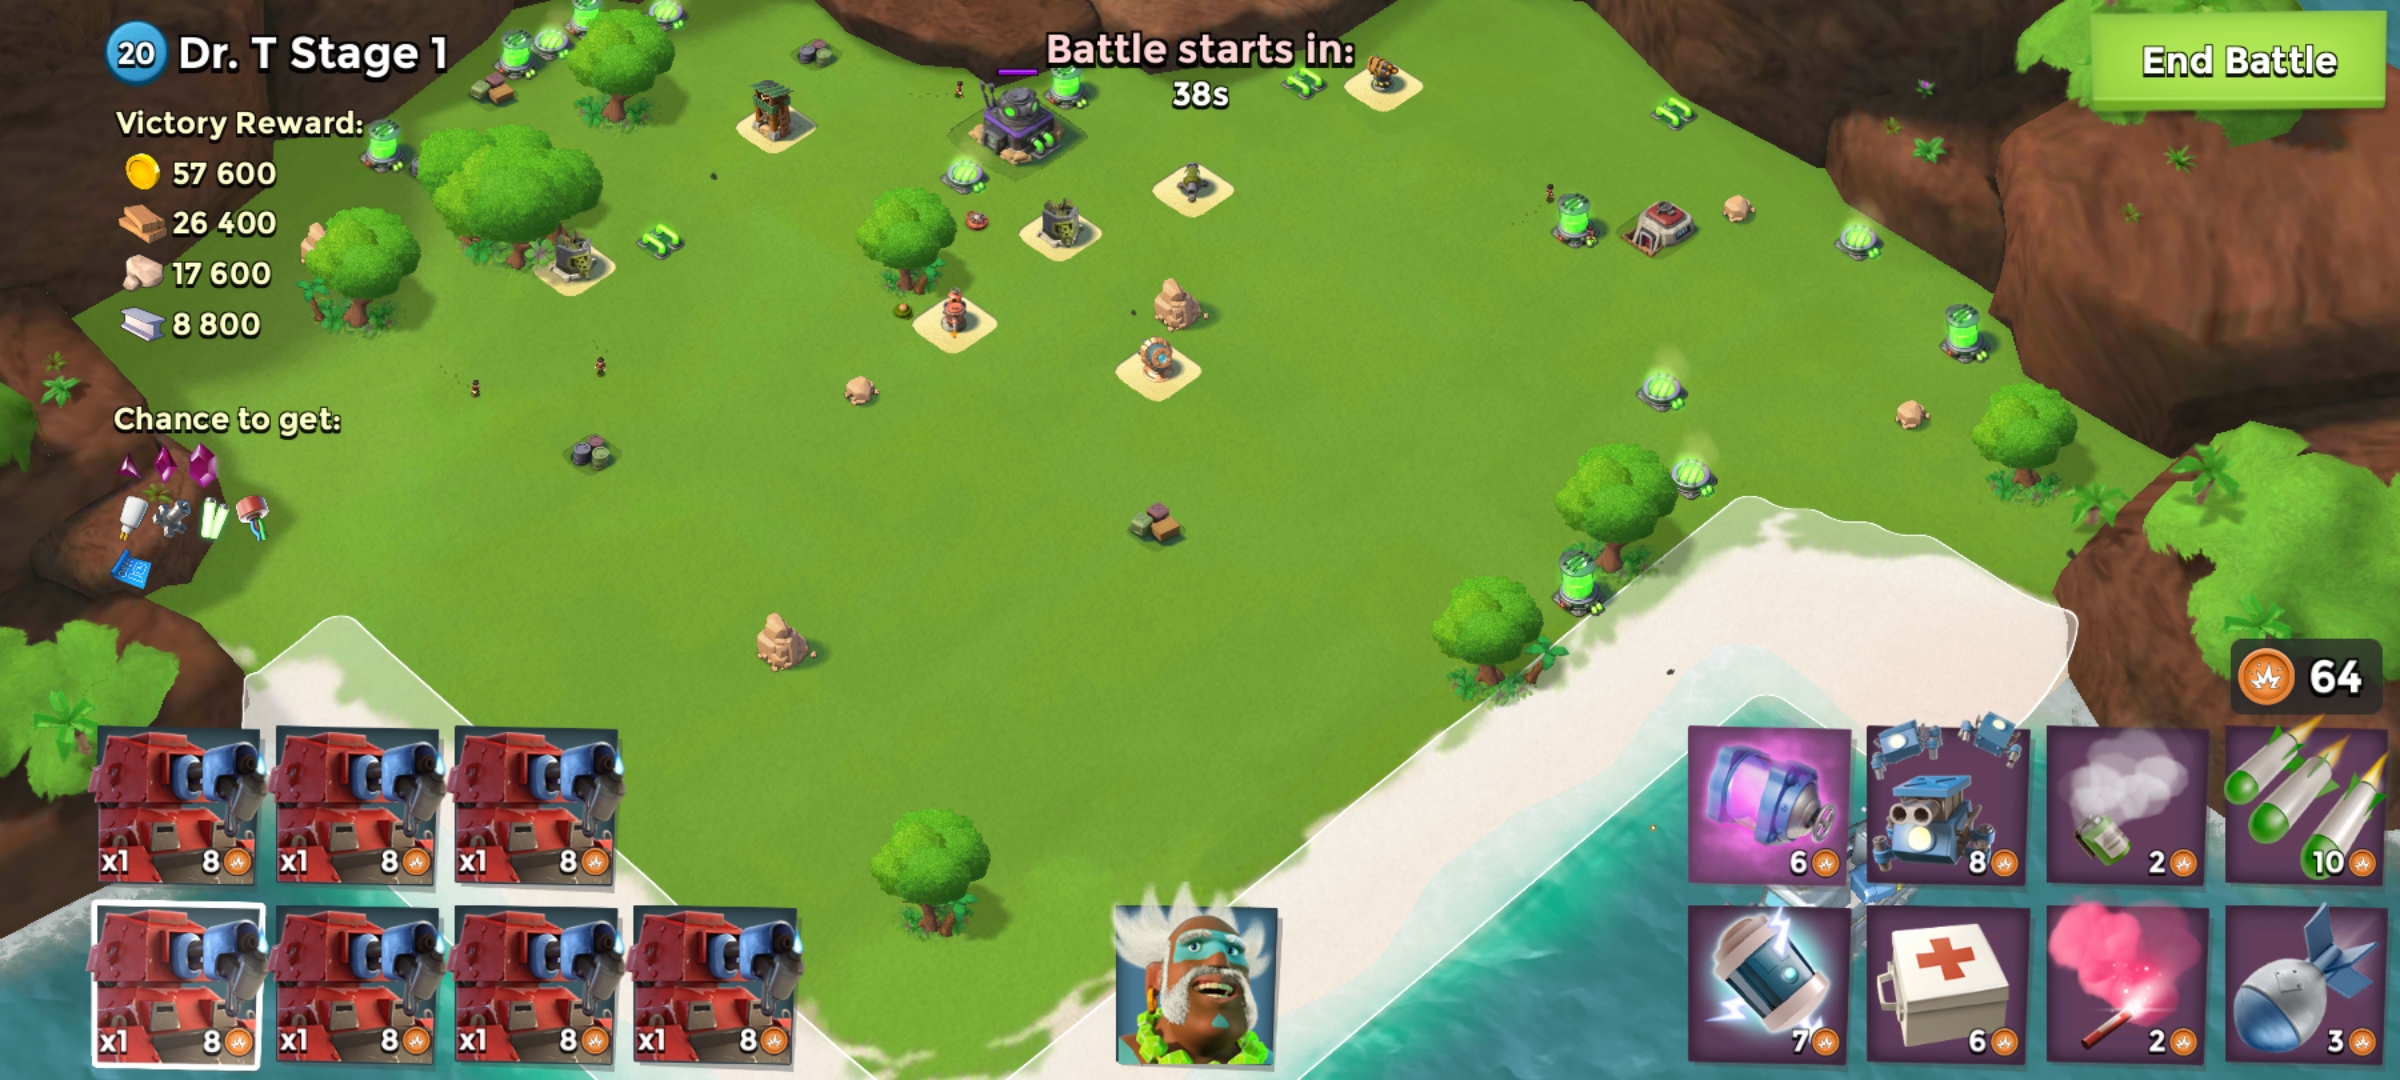 20 Dr. T Stage 1
Battle starts in:
38s
End Battle
Victory Reward:
57 600
26 400
17 600
8 800
Chance to get:
64
x1 8
x1 8
x1 8
6
8
2
10
x1 8
x1 8
x1 8
x1 8
7
6
2
3